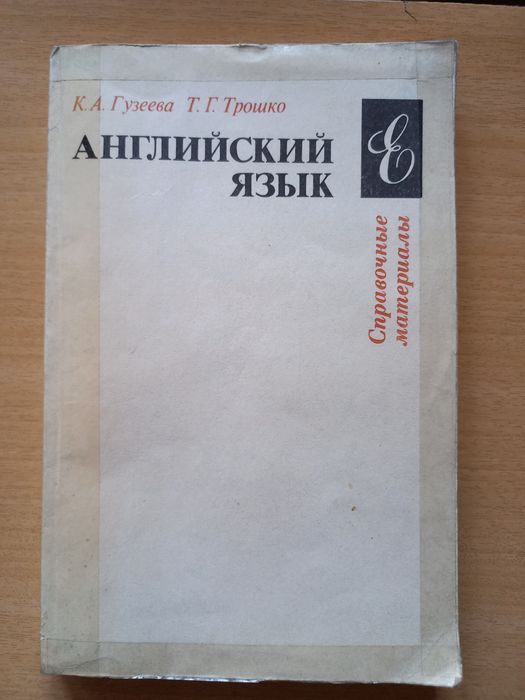 К. А. Гузеева Т. Г. Трошко
АНГЛИЙСКИЙ
ЯЗЫК
E
Справочные
материалы